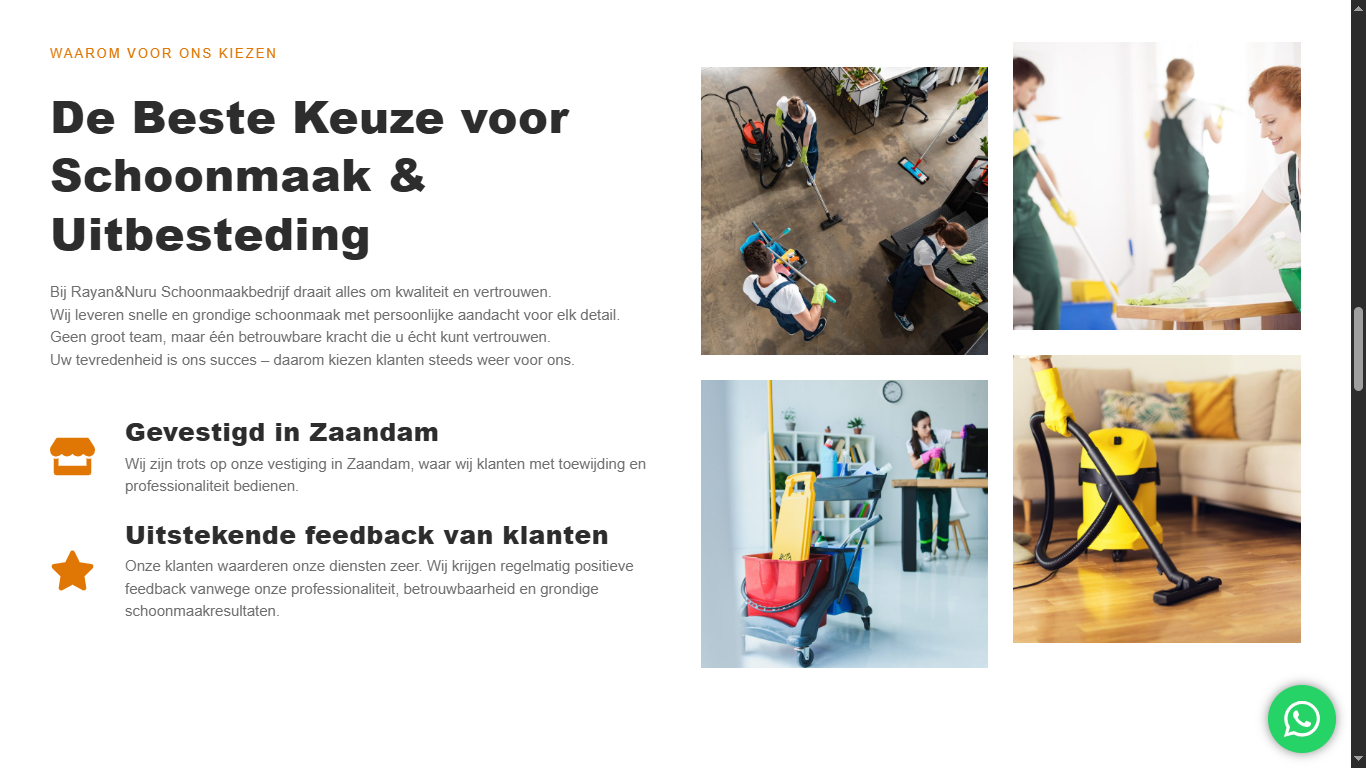 WAAROM VOOR ONS KIEZEN
De Beste Keuze voor
Schoonmaak &
Uitbesteding
Bij Rayan&Nuru Schoonmaakbedrijf draait alles om kwaliteit en vertrouwen.
Wij leveren snelle en grondige schoonmaak met persoonlijke aandacht voor elk detail.
Geen groot team, maar één betrouwbare kracht die u écht kunt vertrouwen.
Uw tevredenheid is ons succes – daarom kiezen klanten steeds weer voor ons.
Gevestigd in Zaandam
Wij zijn trots op onze vestiging in Zaandam, waar wij klanten met toewijding en
professionaliteit bedienen.
Uitstekende feedback van klanten
Onze klanten waarderen onze diensten zeer. Wij krijgen regelmatig positieve
feedback vanwege onze professionaliteit, betrouwbaarheid en grondige
schoonmaakresultaten.